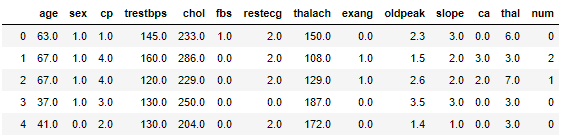 age sex cp trestbps chol fbs restecg thalach exang oldpeak slope ca thal num
0 63.0 1.0 1.0 145.0 233.0 1.0 2.0 150.0 0.0 2.3 3.0 0.0 6.0 0
1 67.0 1.0 4.0 160.0 286.0 0.0 2.0 108.0 1.0 1.5 2.0 3.0 3.0 2
2 67.0 1.0 4.0 120.0 229.0 0.0 2.0 129.0 1.0 2.6 2.0 2.0 7.0 1
3 37.0 1.0 3.0 130.0 250.0 0.0 0.0 187.0 0.0 3.5 3.0 0.0 3.0 0
4 41.0 0.0 2.0 130.0 204.0 0.0 2.0 172.0 0.0 1.4 1.0 0.0 3.0 0